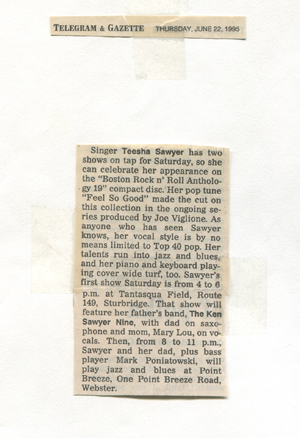 TELEGRAM & GAZETTE THURSDAY, JUNE 22, 1995
Singer Teesha Sawyer has two
shows on tap for Saturday, so she
can celebrate her appearance on
the "Boston Rock n' Roll Antholo-
gy 19" compact disc. Her pop tune
"Feel So Good" made the cut on
this collection in the ongoing se-
ries produced by Joe Viglione. As
anyone who has seen Sawyer
knows, her vocal style is by no
means limited to Top 40 pop. Her
talents run into jazz and blues,
and her piano and keyboard play-
ing cover wide turf, too. Sawyer's
first show Saturday is from 4 to 6
p.m. at Tantasqua Field, Route
149, Sturbridge. That show will
feature her father's band, The Ken
Sawyer Nine, with dad on saxo-
phone and mom, Mary Lou, on vo-
cals. Then, from 8 to 11 p.m.,
Sawyer and her dad, plus bass
player Mark Poniatowski, will
play jazz and blues at Point
Breeze, One Point Breeze Road,
Webster.